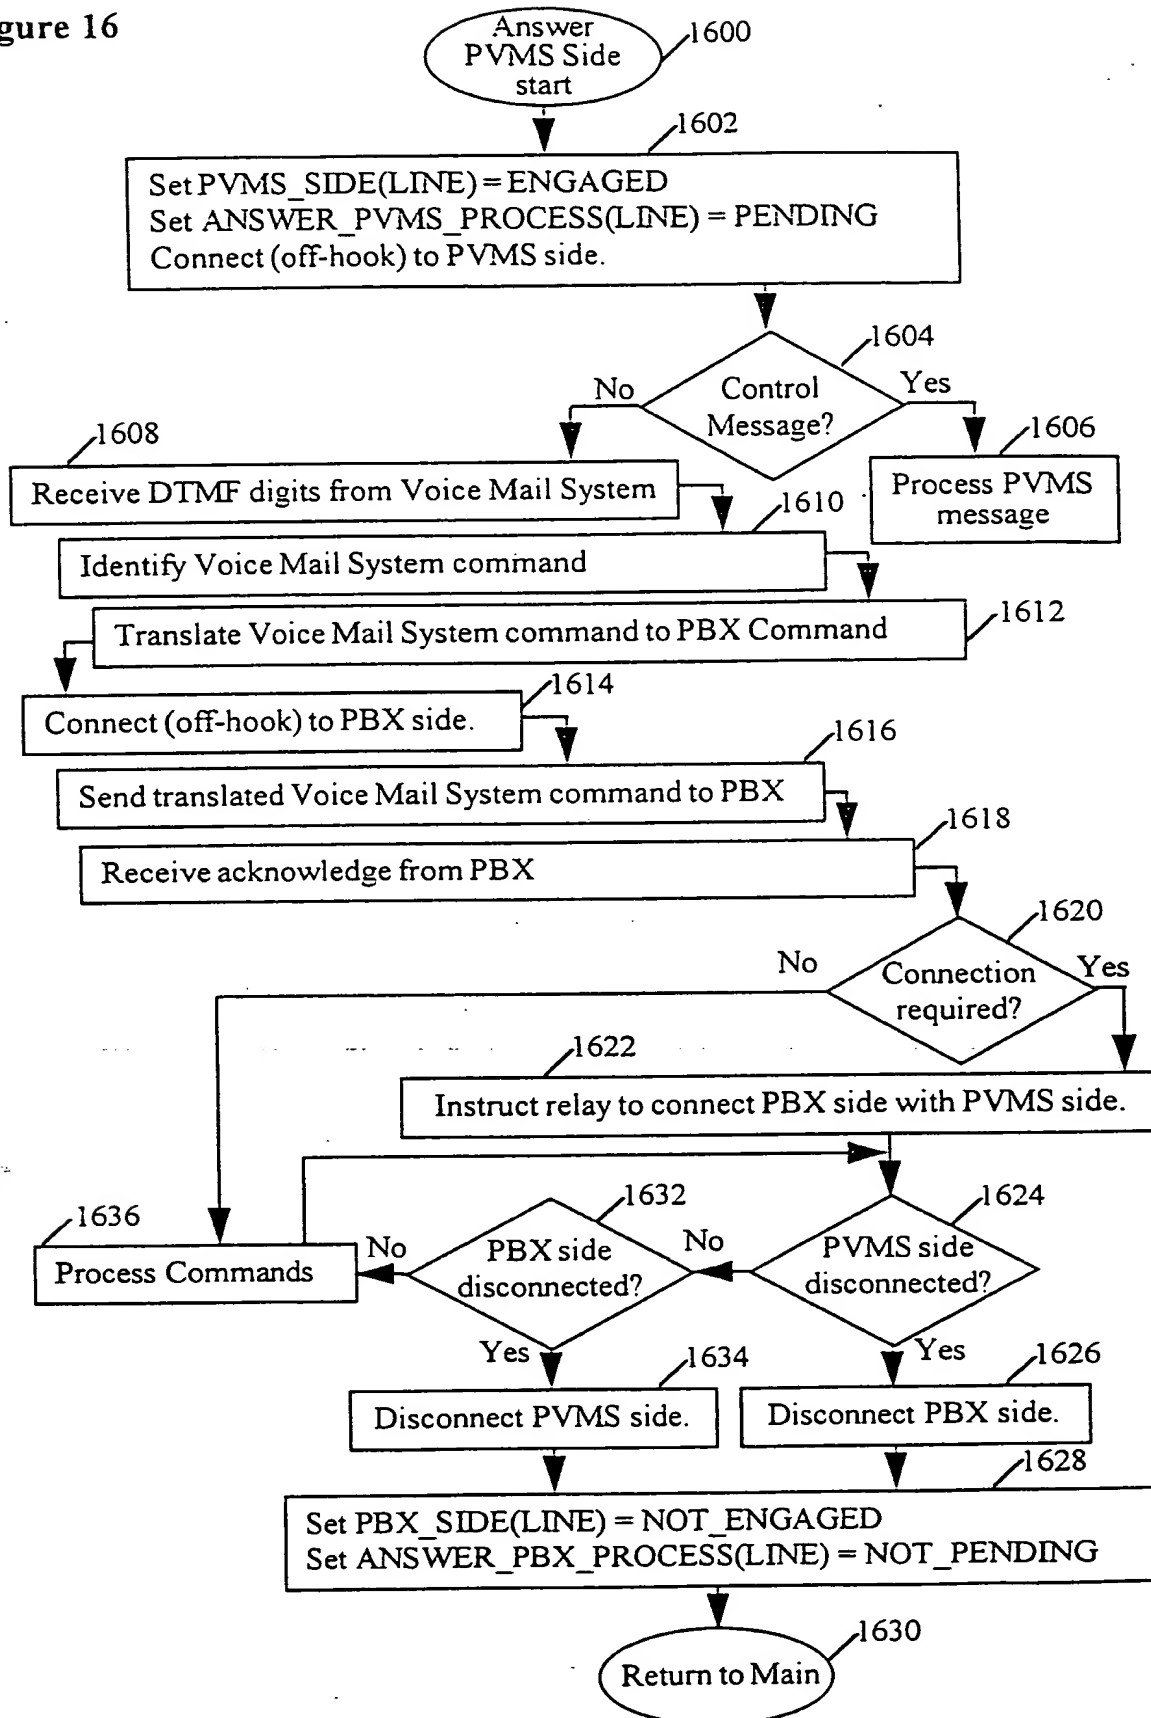 gure 16
Answer
PVMS Side
start
1600
1602
Set PVMS_SIDE(LINE) = ENGAGED
Set ANSWER_PVMS_PROCESS(LINE) = PENDING
Connect (off-hook) to PVMS side.
1604
No
Control
Message?
Yes
1608
1606
Receive DTMF digits from Voice Mail System
Process PVMS
message
1610
Identify Voice Mail System command
Translate Voice Mail System command to PBX Command
1612
1614
Connect (off-hook) to PBX side.
1616
Send translated Voice Mail System command to PBX
1618
Receive acknowledge from PBX
1620
No
Connection
required?
Yes
1622
Instruct relay to connect PBX side with PVMS side.
1636
1632
1624
Process Commands
No
PBX side
disconnected?
No
PVMS side
disconnected?
Yes
1634
Yes
1626
Disconnect PVMS side.
Disconnect PBX side.
1628
Set PBX_SIDE(LINE) = NOT_ENGAGED
Set ANSWER_PBX_PROCESS(LINE) = NOT_PENDING
1630
Return to Main